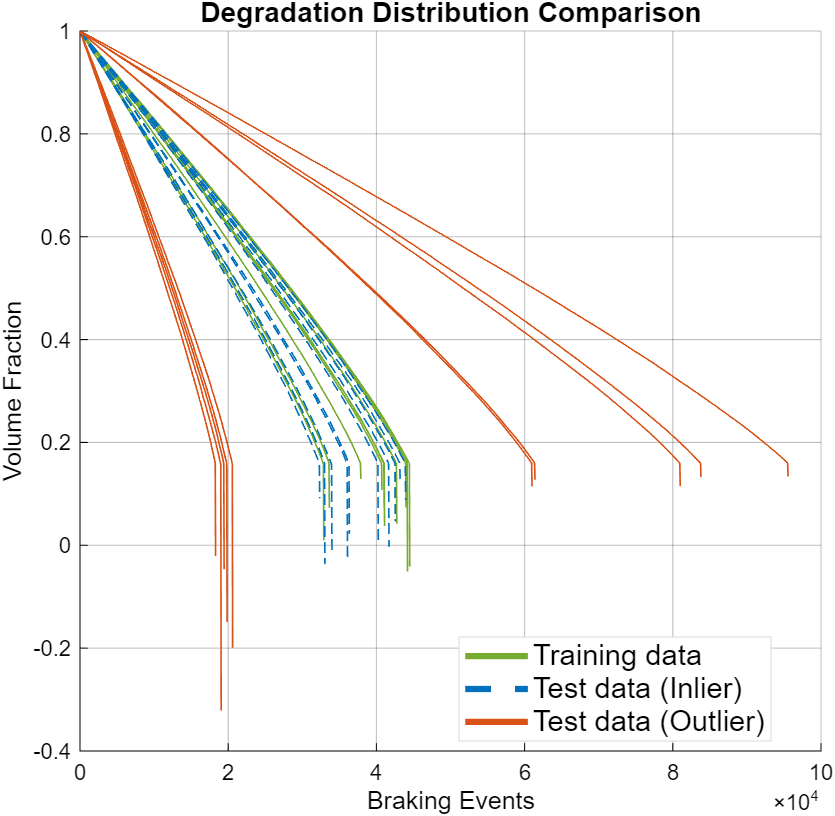 Degradation Distribution Comparison
1
0.8
0.6
0.4
0.2
0
-0.2
-0.4
Volume Fraction
Training data
Test data (Inlier)
Test data (Outlier)
0 2 4 6 8 10
Braking Events
×10⁴